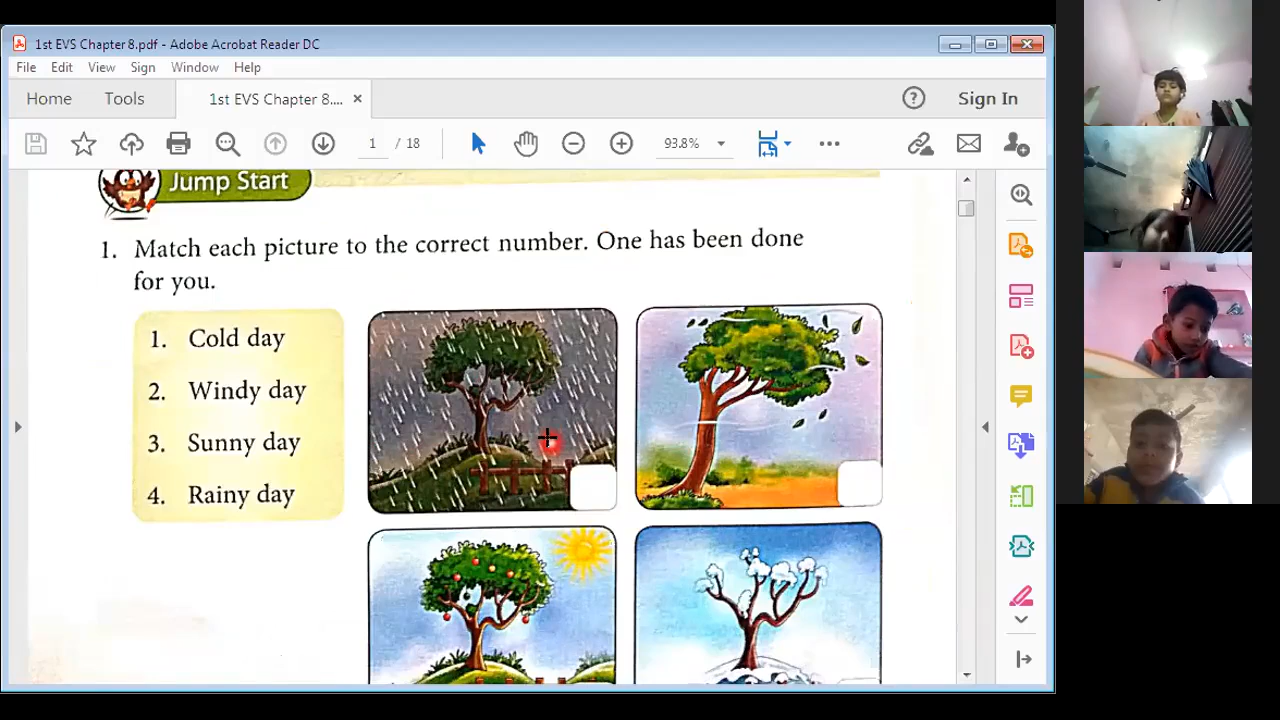 1st EVS Chapter 8.pdf - Adobe Acrobat Reader DC
File Edit View Sign Window Help
Home Tools 1st EVS Chapter 8.... × Sign In
1 / 18 93.8%
Jump Start
1. Match each picture to the correct number. One has been done
for you.
1. Cold day
2. Windy day
3. Sunny day
4. Rainy day